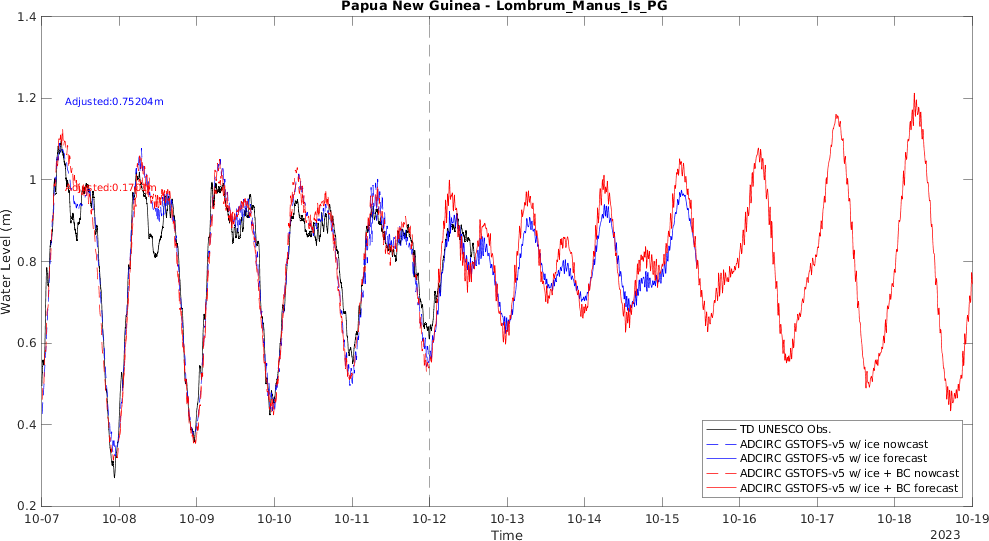 Papua New Guinea - Lombrum_Manus_Is_PG
Water Level (m)
1.4
1.2
1
0.8
0.6
0.4
0.2
Adjusted:0.75204m
TD UNESCO Obs.
ADCIRC GSTOFS-v5 w/ ice nowcast
ADCIRC GSTOFS-v5 w/ ice forecast
ADCIRC GSTOFS-v5 w/ ice + BC nowcast
ADCIRC GSTOFS-v5 w/ ice + BC forecast
10-07 10-08 10-09 10-10 10-11 10-12 10-13 10-14 10-15 10-16 10-17 10-18 10-19
Time
2023